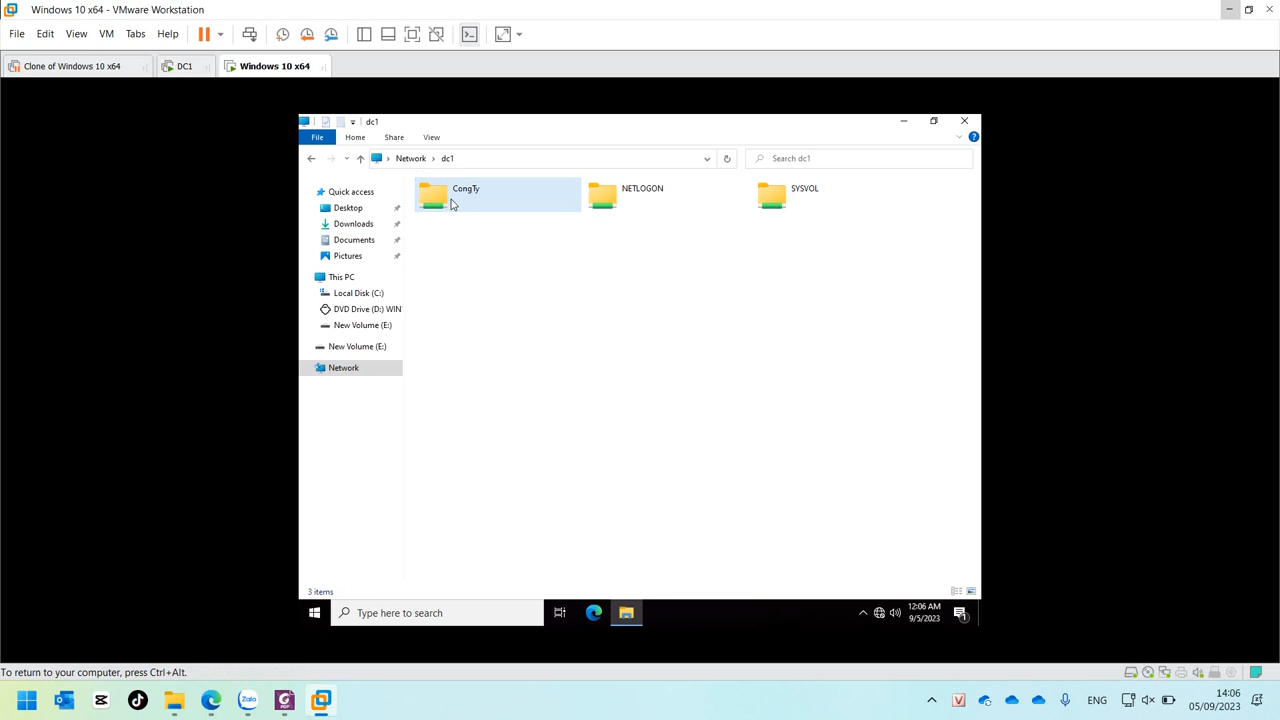 Windows 10 x64 - VMware Workstation
File Edit View VM Tabs Help
Clone of Windows 10 x64 DC1 Windows 10 x64
dc1
File Home Share View
Network dc1 Search dc1
Quick access
CongTy NETLOGON SYSVOL
Desktop
Downloads
Documents
Pictures
This PC
Local Disk (C:)
DVD Drive (D:) WIN
New Volume (E:)
New Volume (E:)
Network
3 items
Type here to search
12:06 AM
9/5/2023
1
To return to your computer, press Ctrl+Alt.
Zalo
PDF
V
ENG
14:06
05/09/2023